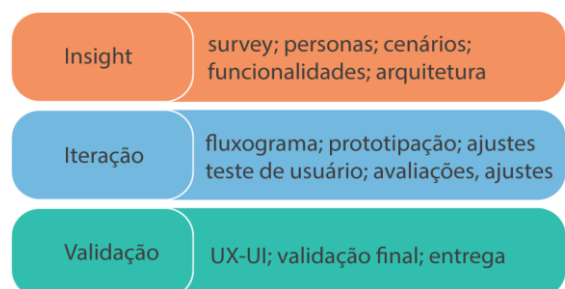 Insight
survey; personas; cenários;
funcionalidades; arquitetura
Iteração
fluxograma; prototipação; ajustes
teste de usuário; avaliações, ajustes
Validação
UX-UI; validação final; entrega